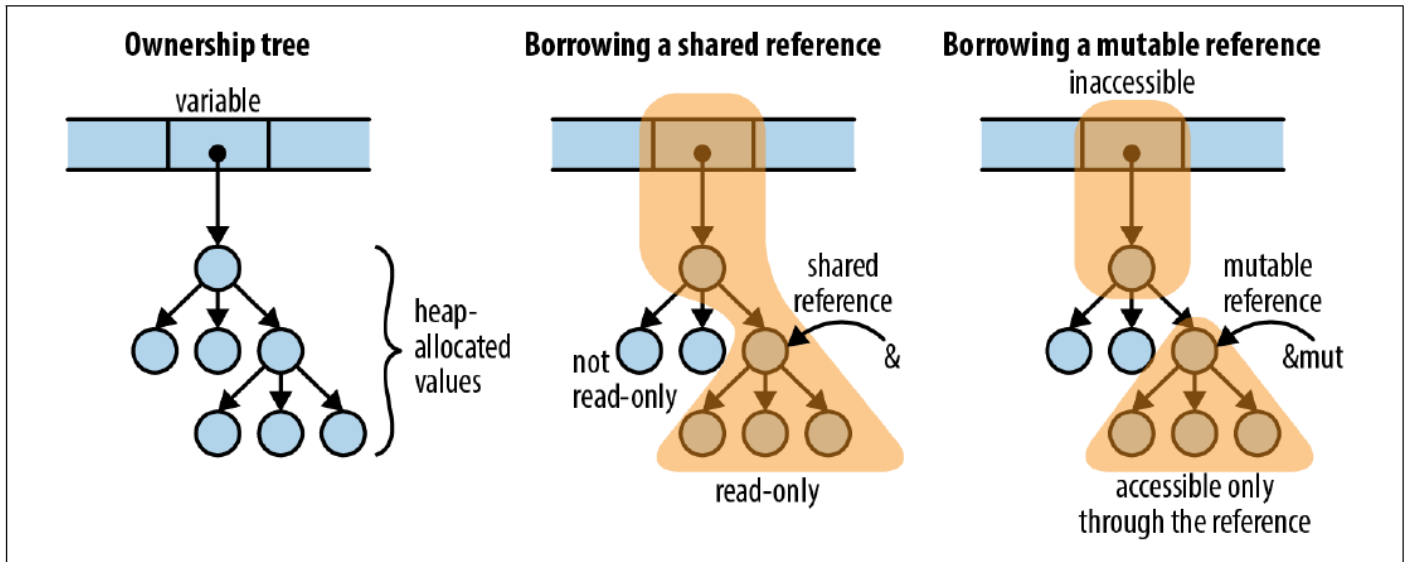 Ownership tree
variable
heap-
allocated
values
Borrowing a shared reference
shared
reference
&
not
read-only
read-only
Borrowing a mutable reference
inaccessible
mutable
reference
&mut
accessible only
through the reference